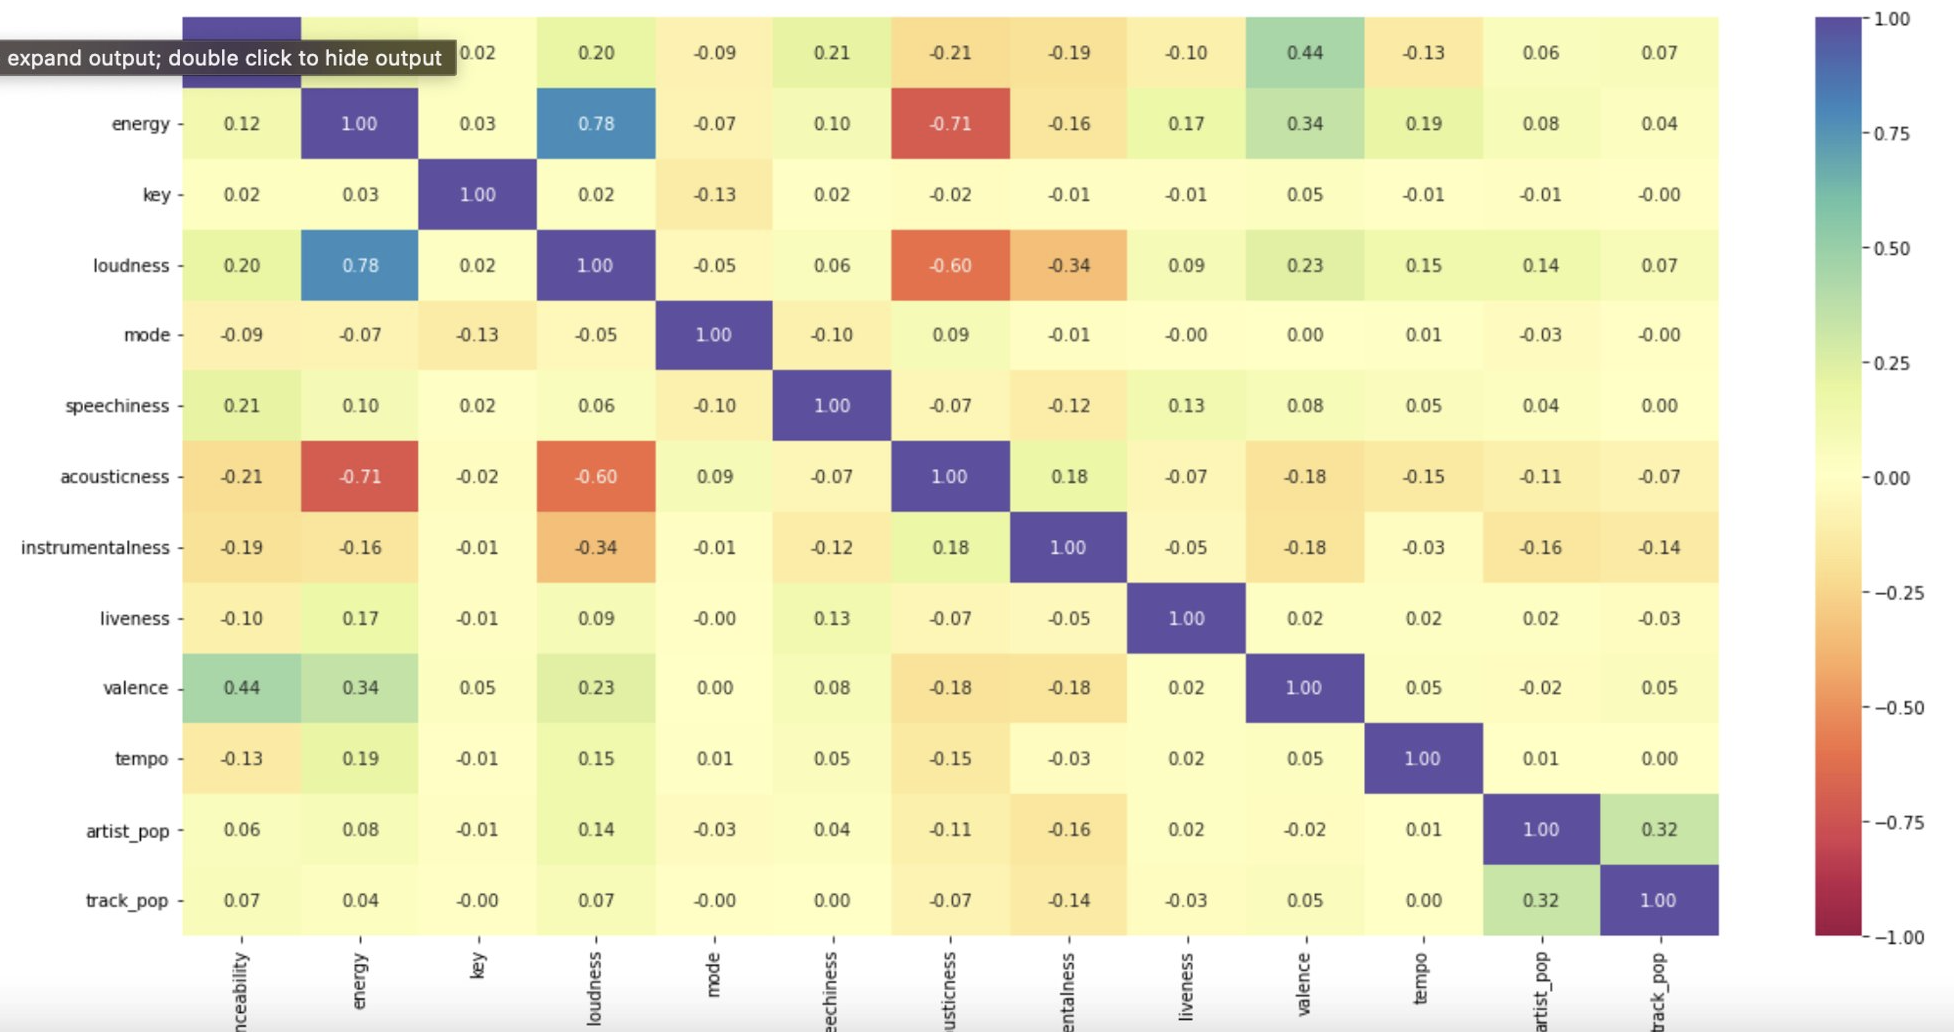 expand output; double click to hide output
0.02 0.20 -0.09 0.21 -0.21 -0.19 -0.10 0.44 -0.13 0.06 0.07
energy 0.12 1.00 0.03 0.78 -0.07 0.10 -0.71 -0.16 0.17 0.34 0.19 0.08 0.04
key 0.02 0.03 1.00 0.02 -0.13 0.02 -0.02 -0.01 -0.01 0.05 -0.01 -0.01 -0.00
loudness 0.20 0.78 0.02 1.00 -0.05 0.06 -0.60 -0.34 0.09 0.23 0.15 0.14 0.07
mode -0.09 -0.07 -0.13 -0.05 1.00 -0.10 0.09 -0.01 -0.00 0.00 0.01 -0.03 -0.00
speechiness 0.21 0.10 0.02 0.06 -0.10 1.00 -0.07 -0.12 0.13 0.08 0.05 0.04 0.00
acousticness -0.21 -0.71 -0.02 -0.60 0.09 -0.07 1.00 0.18 -0.07 -0.18 -0.15 -0.11 -0.07
instrumentalness -0.19 -0.16 -0.01 -0.34 -0.01 -0.12 0.18 1.00 -0.05 -0.18 -0.03 -0.16 -0.14
liveness -0.10 0.17 -0.01 0.09 -0.00 0.13 -0.07 -0.05 1.00 0.02 0.02 0.02 -0.03
valence 0.44 0.34 0.05 0.23 0.00 0.08 -0.18 -0.18 0.02 1.00 0.05 -0.02 0.05
tempo -0.13 0.19 -0.01 0.15 0.01 0.05 -0.15 -0.03 0.02 0.05 1.00 0.01 0.00
artist_pop 0.06 0.08 -0.01 0.14 -0.03 0.04 -0.11 -0.16 0.02 -0.02 0.01 1.00 0.32
track_pop 0.07 0.04 -0.00 0.07 -0.00 0.00 -0.07 -0.14 -0.03 0.05 0.00 0.32 1.00
nceability energy key loudness mode eechiness usticness entalness liveness valence tempo artist_pop track_pop
1.00
0.75
0.50
0.25
0.00
−0.25
−0.50
−0.75
−1.00